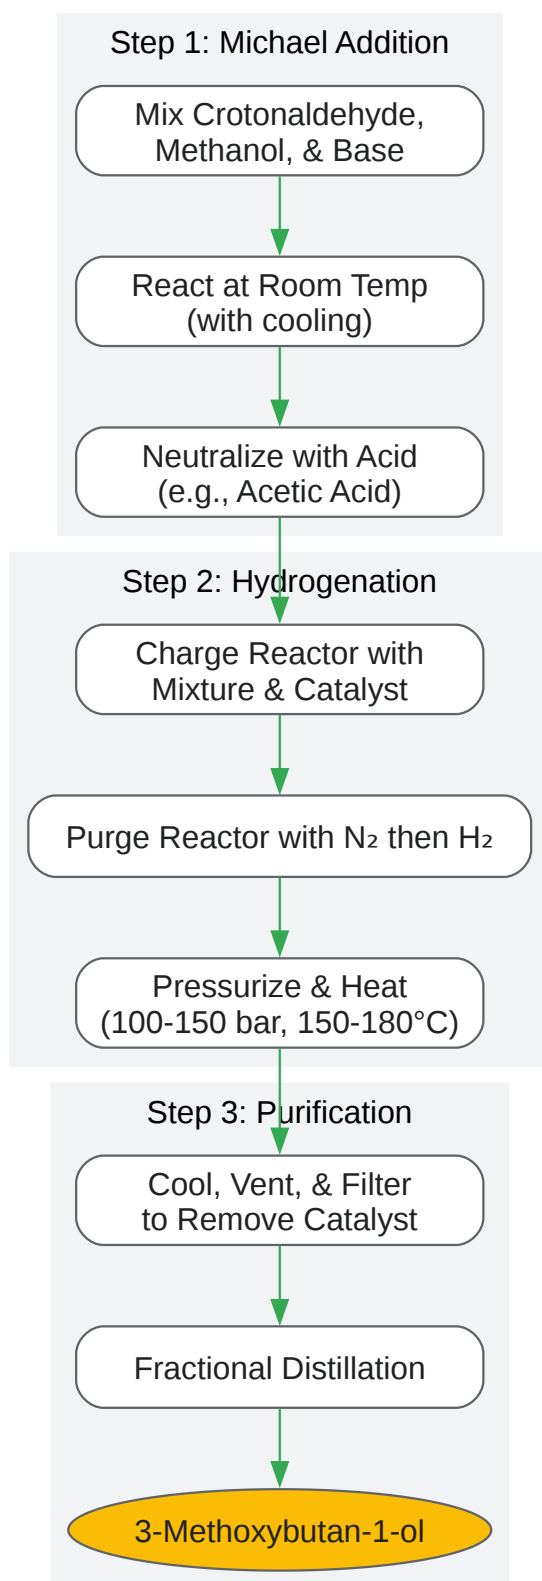 Step 1: Michael Addition
Mix Crotonaldehyde,
Methanol, & Base
React at Room Temp
(with cooling)
Neutralize with Acid
(e.g., Acetic Acid)
Step 2: Hydrogenation
Charge Reactor with
Mixture & Catalyst
Purge Reactor with N₂ then H₂
Pressurize & Heat
(100-150 bar, 150-180°C)
Step 3: Purification
Cool, Vent, & Filter
to Remove Catalyst
Fractional Distillation
3-Methoxybutan-1-ol